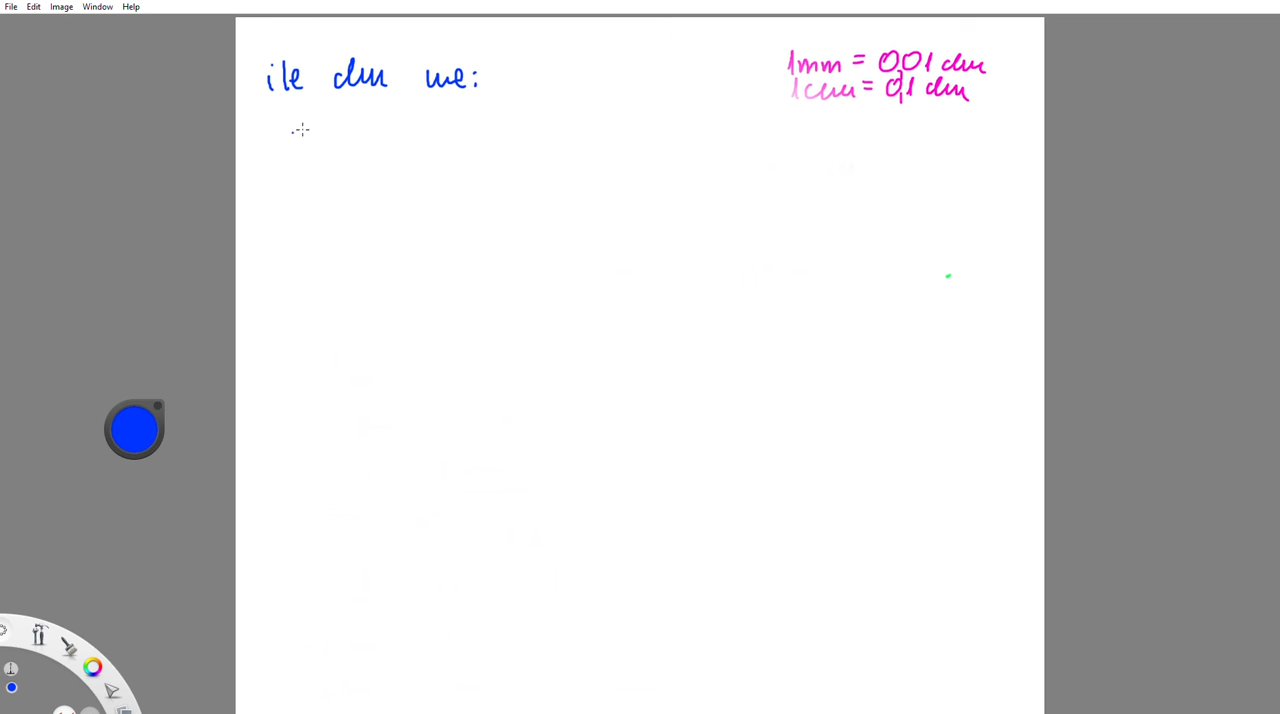 File Edit Image Window Help
ile dm me:
1mm = 0,01 dm
1cm = 0,1 dm